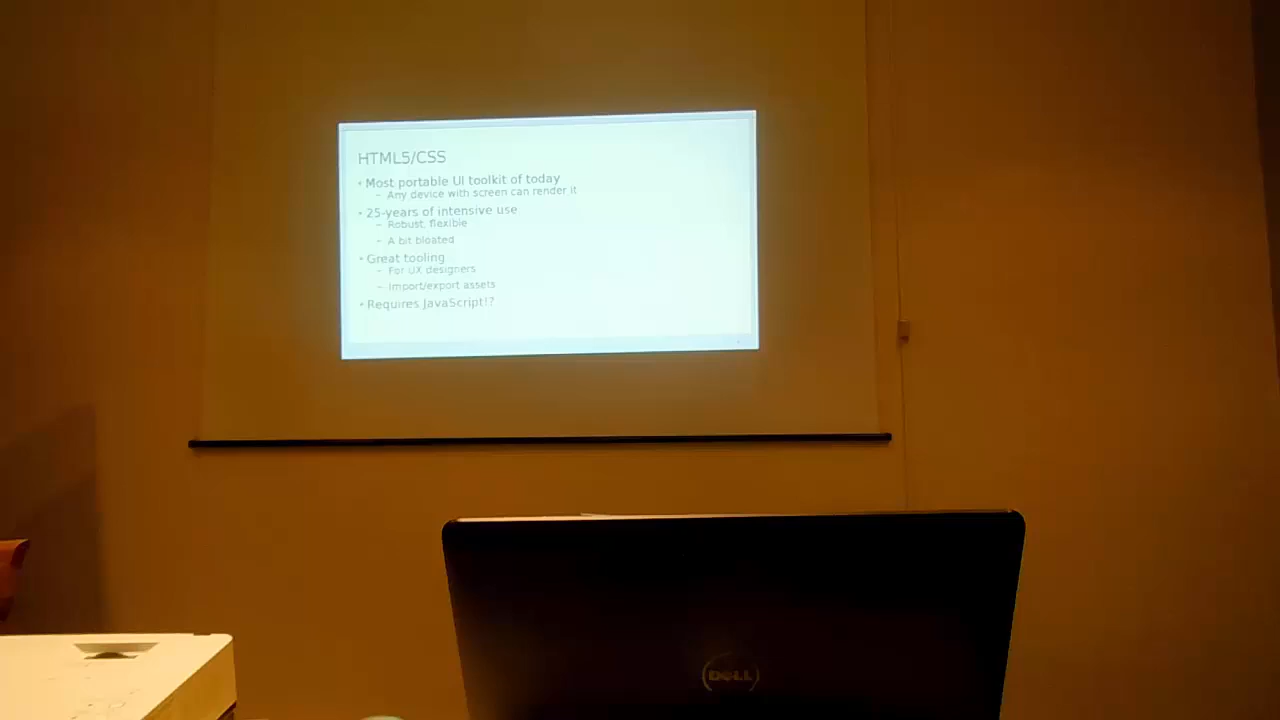 HTML5/CSS
• Most portable UI toolkit of today
– Any device with screen can render it
• 25-years of intensive use
– Robust, flexible
– A bit bloated
• Great tooling
– For UX designers
– Import/export assets
• Requires JavaScript!?
DELL